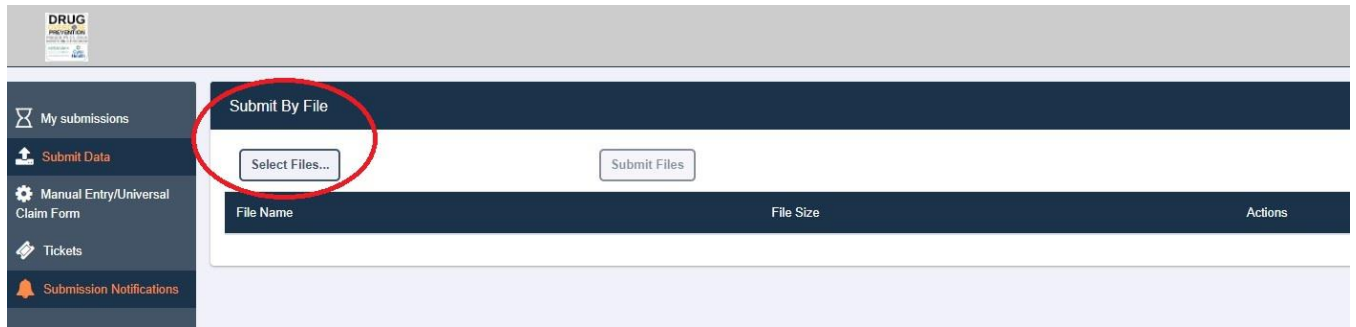 DRUG
PREVENTION
My submissions
Submit Data
Manual Entry/Universal
Claim Form
Tickets
Submission Notifications
Submit By File
Select Files...
Submit Files
File Name
File Size
Actions